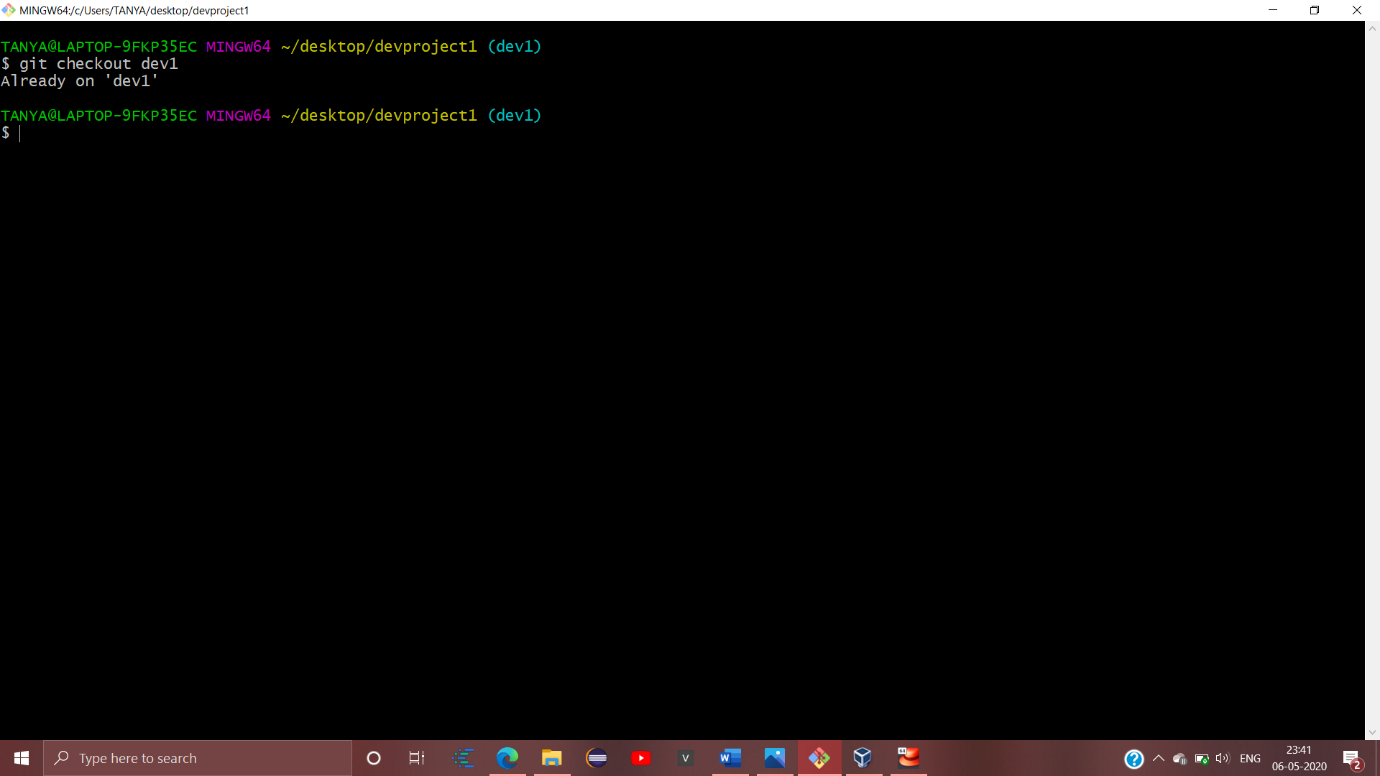 MINGW64:/c/Users/TANYA/desktop/devproject1
TANYA@LAPTOP-9FKP35EC MINGW64 ~/desktop/devproject1 (dev1)
$ git checkout dev1
Already on 'dev1'
TANYA@LAPTOP-9FKP35EC MINGW64 ~/desktop/devproject1 (dev1)
$
Type here to search
V
W
?
ENG
23:41
06-05-2020
2